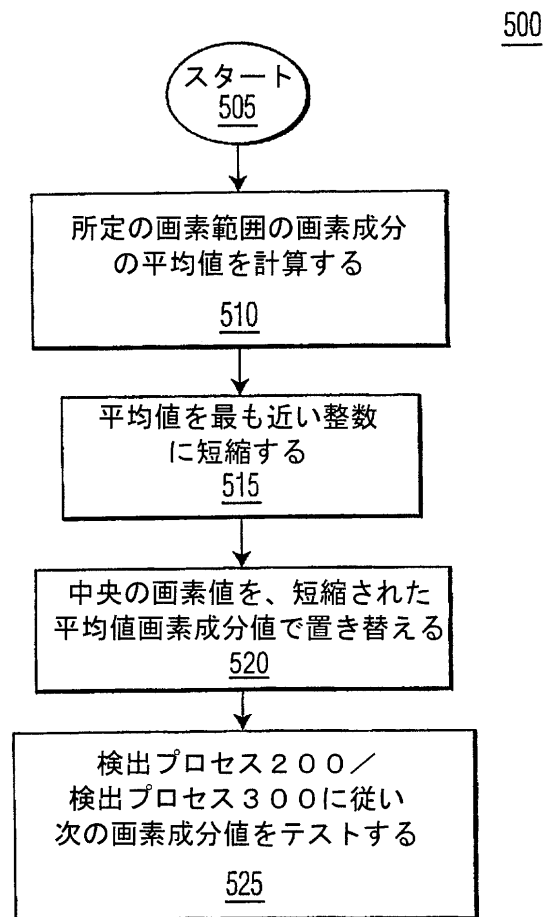 500
スタート
505
所定の画素範囲の画素成分
の平均値を計算する
510
平均値を最も近い整数
に短縮する
515
中央の画素値を、短縮された
平均値画素成分値で置き替える
520
検出プロセス２００／
検出プロセス３００に従い
次の画素成分値をテストする
525